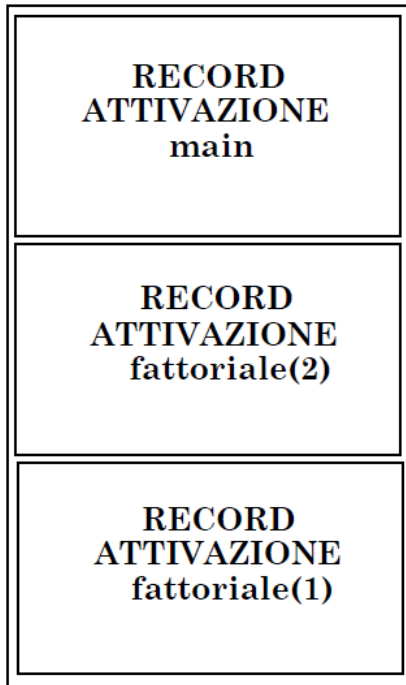 RECORD
ATTIVAZIONE
main
RECORD
ATTIVAZIONE
fattoriale(2)
RECORD
ATTIVAZIONE
fattoriale(1)